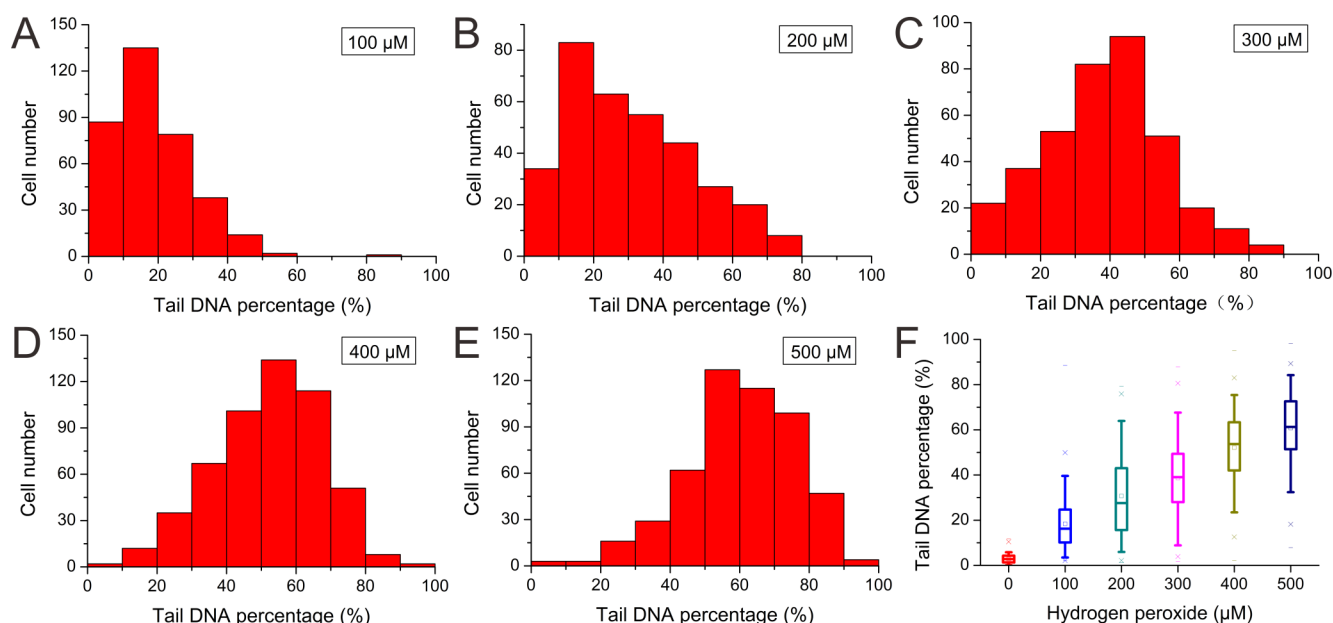 A
100 µM
150
120
90
60
30
0
Cell number
0 20 40 60 80 100
Tail DNA percentage (%)
B
200 µM
80
60
40
20
0
Cell number
0 20 40 60 80 100
Tail DNA percentage (%)
C
300 µM
100
80
60
40
20
0
Cell number
0 20 40 60 80 100
Tail DNA percentage（%）
D
400 µM
150
120
90
60
30
0
Cell number
0 20 40 60 80 100
Tail DNA percentage (%)
E
500 µM
150
120
90
60
30
0
Cell number
0 20 40 60 80 100
Tail DNA percentage (%)
F
100
80
60
40
20
0
Tail DNA percentage (%)
0 100 200 300 400 500
Hydrogen peroxide (µM)